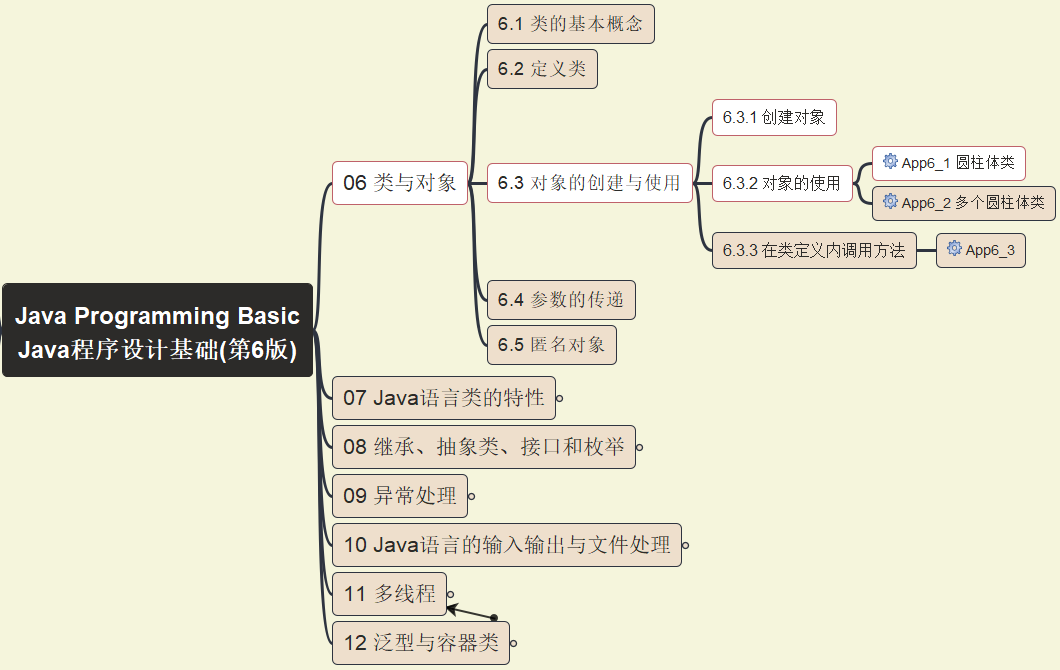 Java Programming Basic
Java程序设计基础(第6版)
06 类与对象
6.1 类的基本概念
6.2 定义类
6.3 对象的创建与使用
6.3.1 创建对象
6.3.2 对象的使用
App6_1 圆柱体类
App6_2 多个圆柱体类
6.3.3 在类定义内调用方法
App6_3
6.4 参数的传递
6.5 匿名对象
07 Java语言类的特性
08 继承、抽象类、接口和枚举
09 异常处理
10 Java语言的输入输出与文件处理
11 多线程
12 泛型与容器类